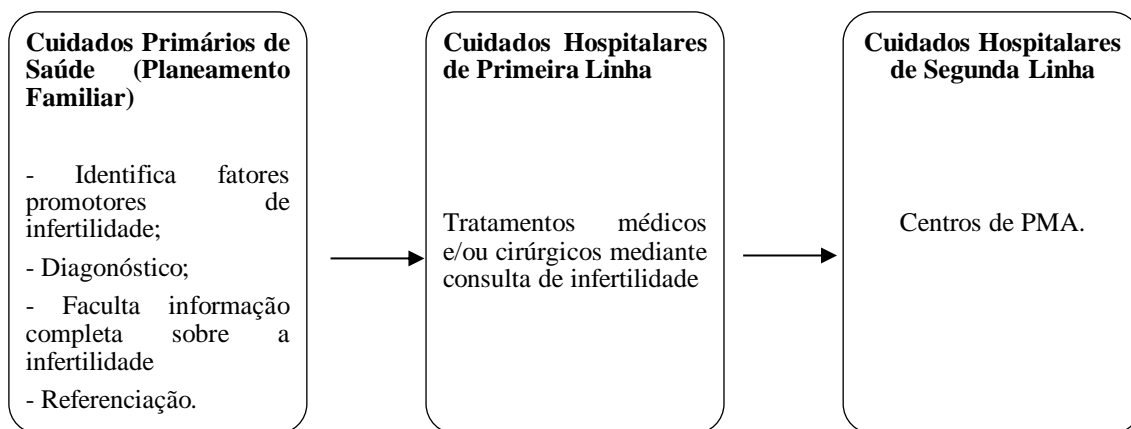 Cuidados Primários de
Saúde (Planeamento
Familiar)
- Identifica fatores
promotores de
infertilidade;
- Diagonóstico;
- Faculta informação
completa sobre a
infertilidade
- Referenciação.
Cuidados Hospitalares
de Primeira Linha
Tratamentos médicos
e/ou cirúrgicos mediante
consulta de infertilidade
Cuidados Hospitalares
de Segunda Linha
Centros de PMA.